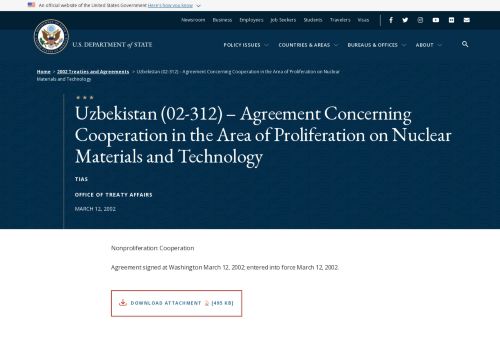 An official website of the United States Government Here's how you know
Newsroom Business Employers Job Seekers Students Travelers Visas
U.S. DEPARTMENT of STATE
POLICY ISSUES COUNTRIES & AREAS BUREAUS & OFFICES ABOUT
Home > 2002 Treaties and Agreements > Uzbekistan (02-312) – Agreement Concerning Cooperation in the Area of Proliferation on Nuclear
Materials and Technology
Uzbekistan (02-312) – Agreement Concerning
Cooperation in the Area of Proliferation on Nuclear
Materials and Technology
TIAS
OFFICE OF TREATY AFFAIRS
MARCH 12, 2002
Nonproliferation: Cooperation
Agreement signed at Washington March 12, 2002; entered into force March 12, 2002.
DOWNLOAD ATTACHMENT [495 KB]